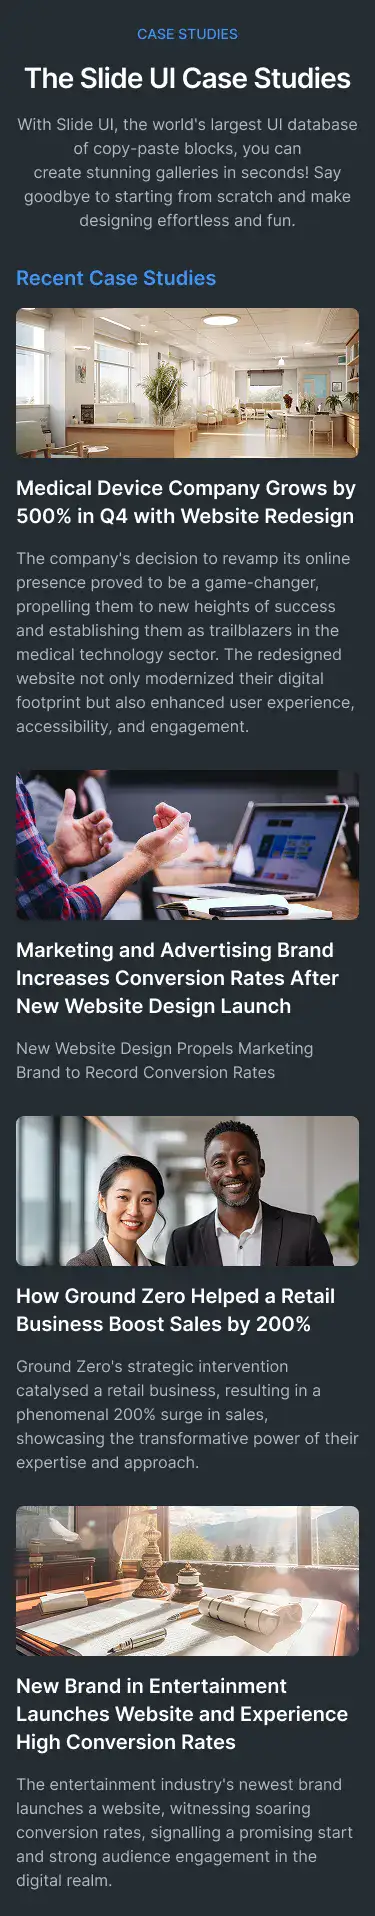 CASE STUDIES
The Slide UI Case Studies
With Slide UI, the world's largest UI database
of copy-paste blocks, you can
create stunning galleries in seconds! Say
goodbye to starting from scratch and make
designing effortless and fun.
Recent Case Studies
Medical Device Company Grows by
500% in Q4 with Website Redesign
The company's decision to revamp its online
presence proved to be a game-changer,
propelling them to new heights of success
and establishing them as trailblazers in the
medical technology sector. The redesigned
website not only modernized their digital
footprint but also enhanced user experience,
accessibility, and engagement.
Marketing and Advertising Brand
Increases Conversion Rates After
New Website Design Launch
New Website Design Propels Marketing
Brand to Record Conversion Rates
How Ground Zero Helped a Retail
Business Boost Sales by 200%
Ground Zero's strategic intervention
catalysed a retail business, resulting in a
phenomenal 200% surge in sales,
showcasing the transformative power of their
expertise and approach.
New Brand in Entertainment
Launches Website and Experience
High Conversion Rates
The entertainment industry's newest brand
launches a website, witnessing soaring
conversion rates, signalling a promising start
and strong audience engagement in the
digital realm.